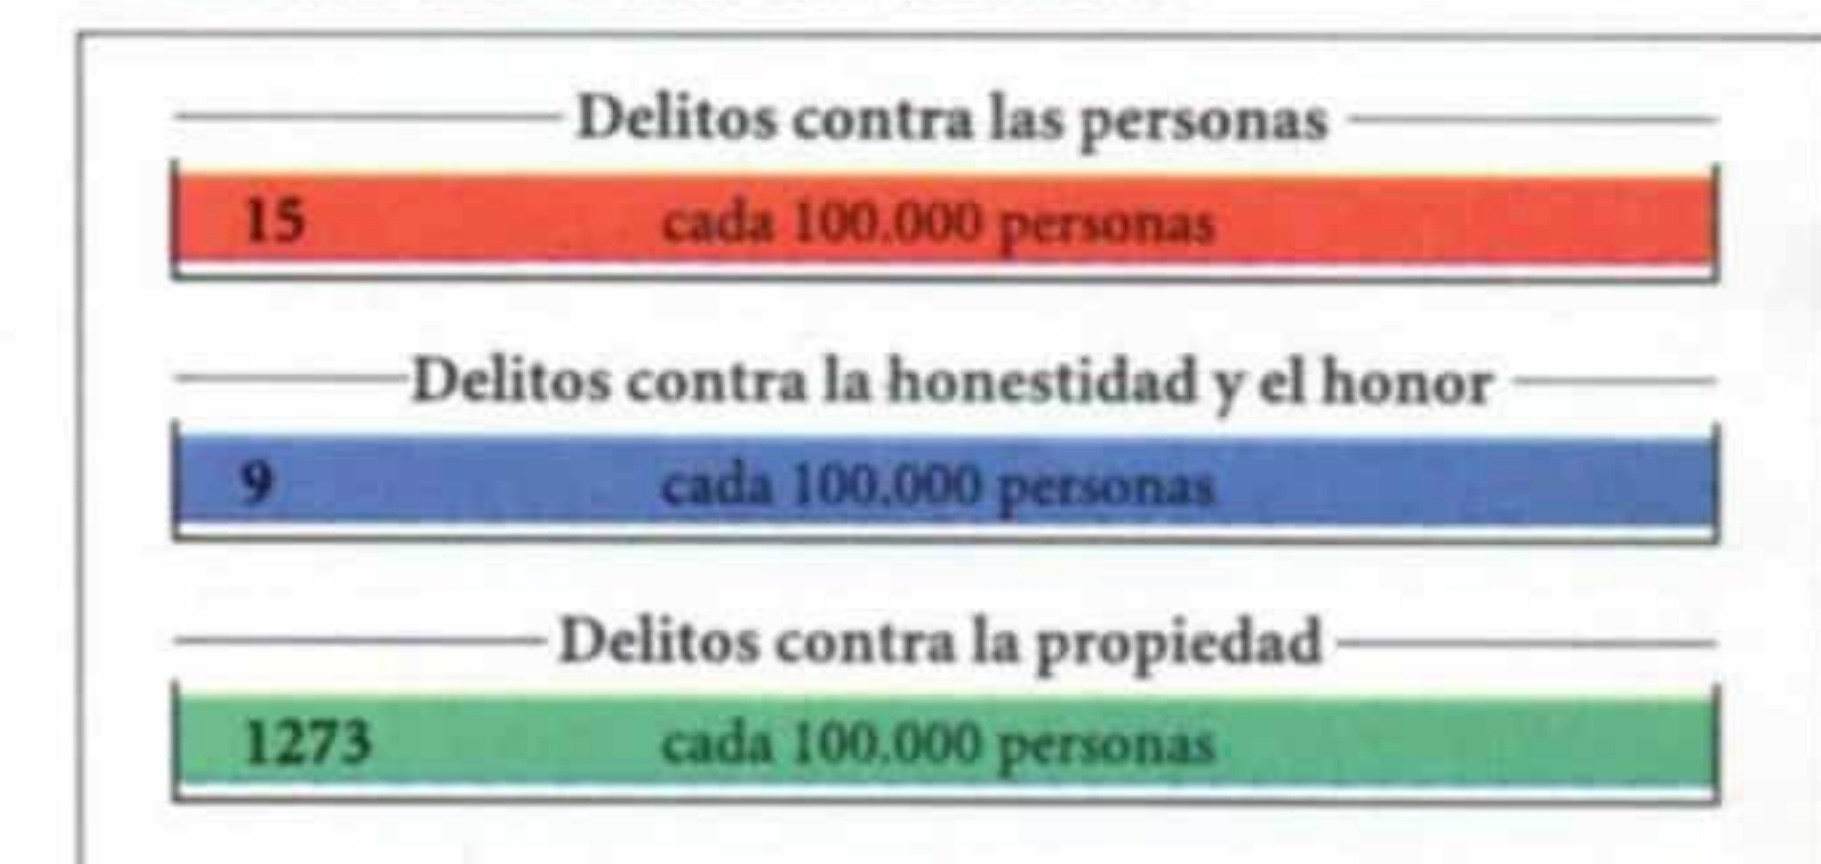 Delitos contra las personas
15 cada 100.000 personas
Delitos contra la honestidad y el honor
9 cada 100.000 personas
Delitos contra la propiedad
1273 cada 100.000 personas